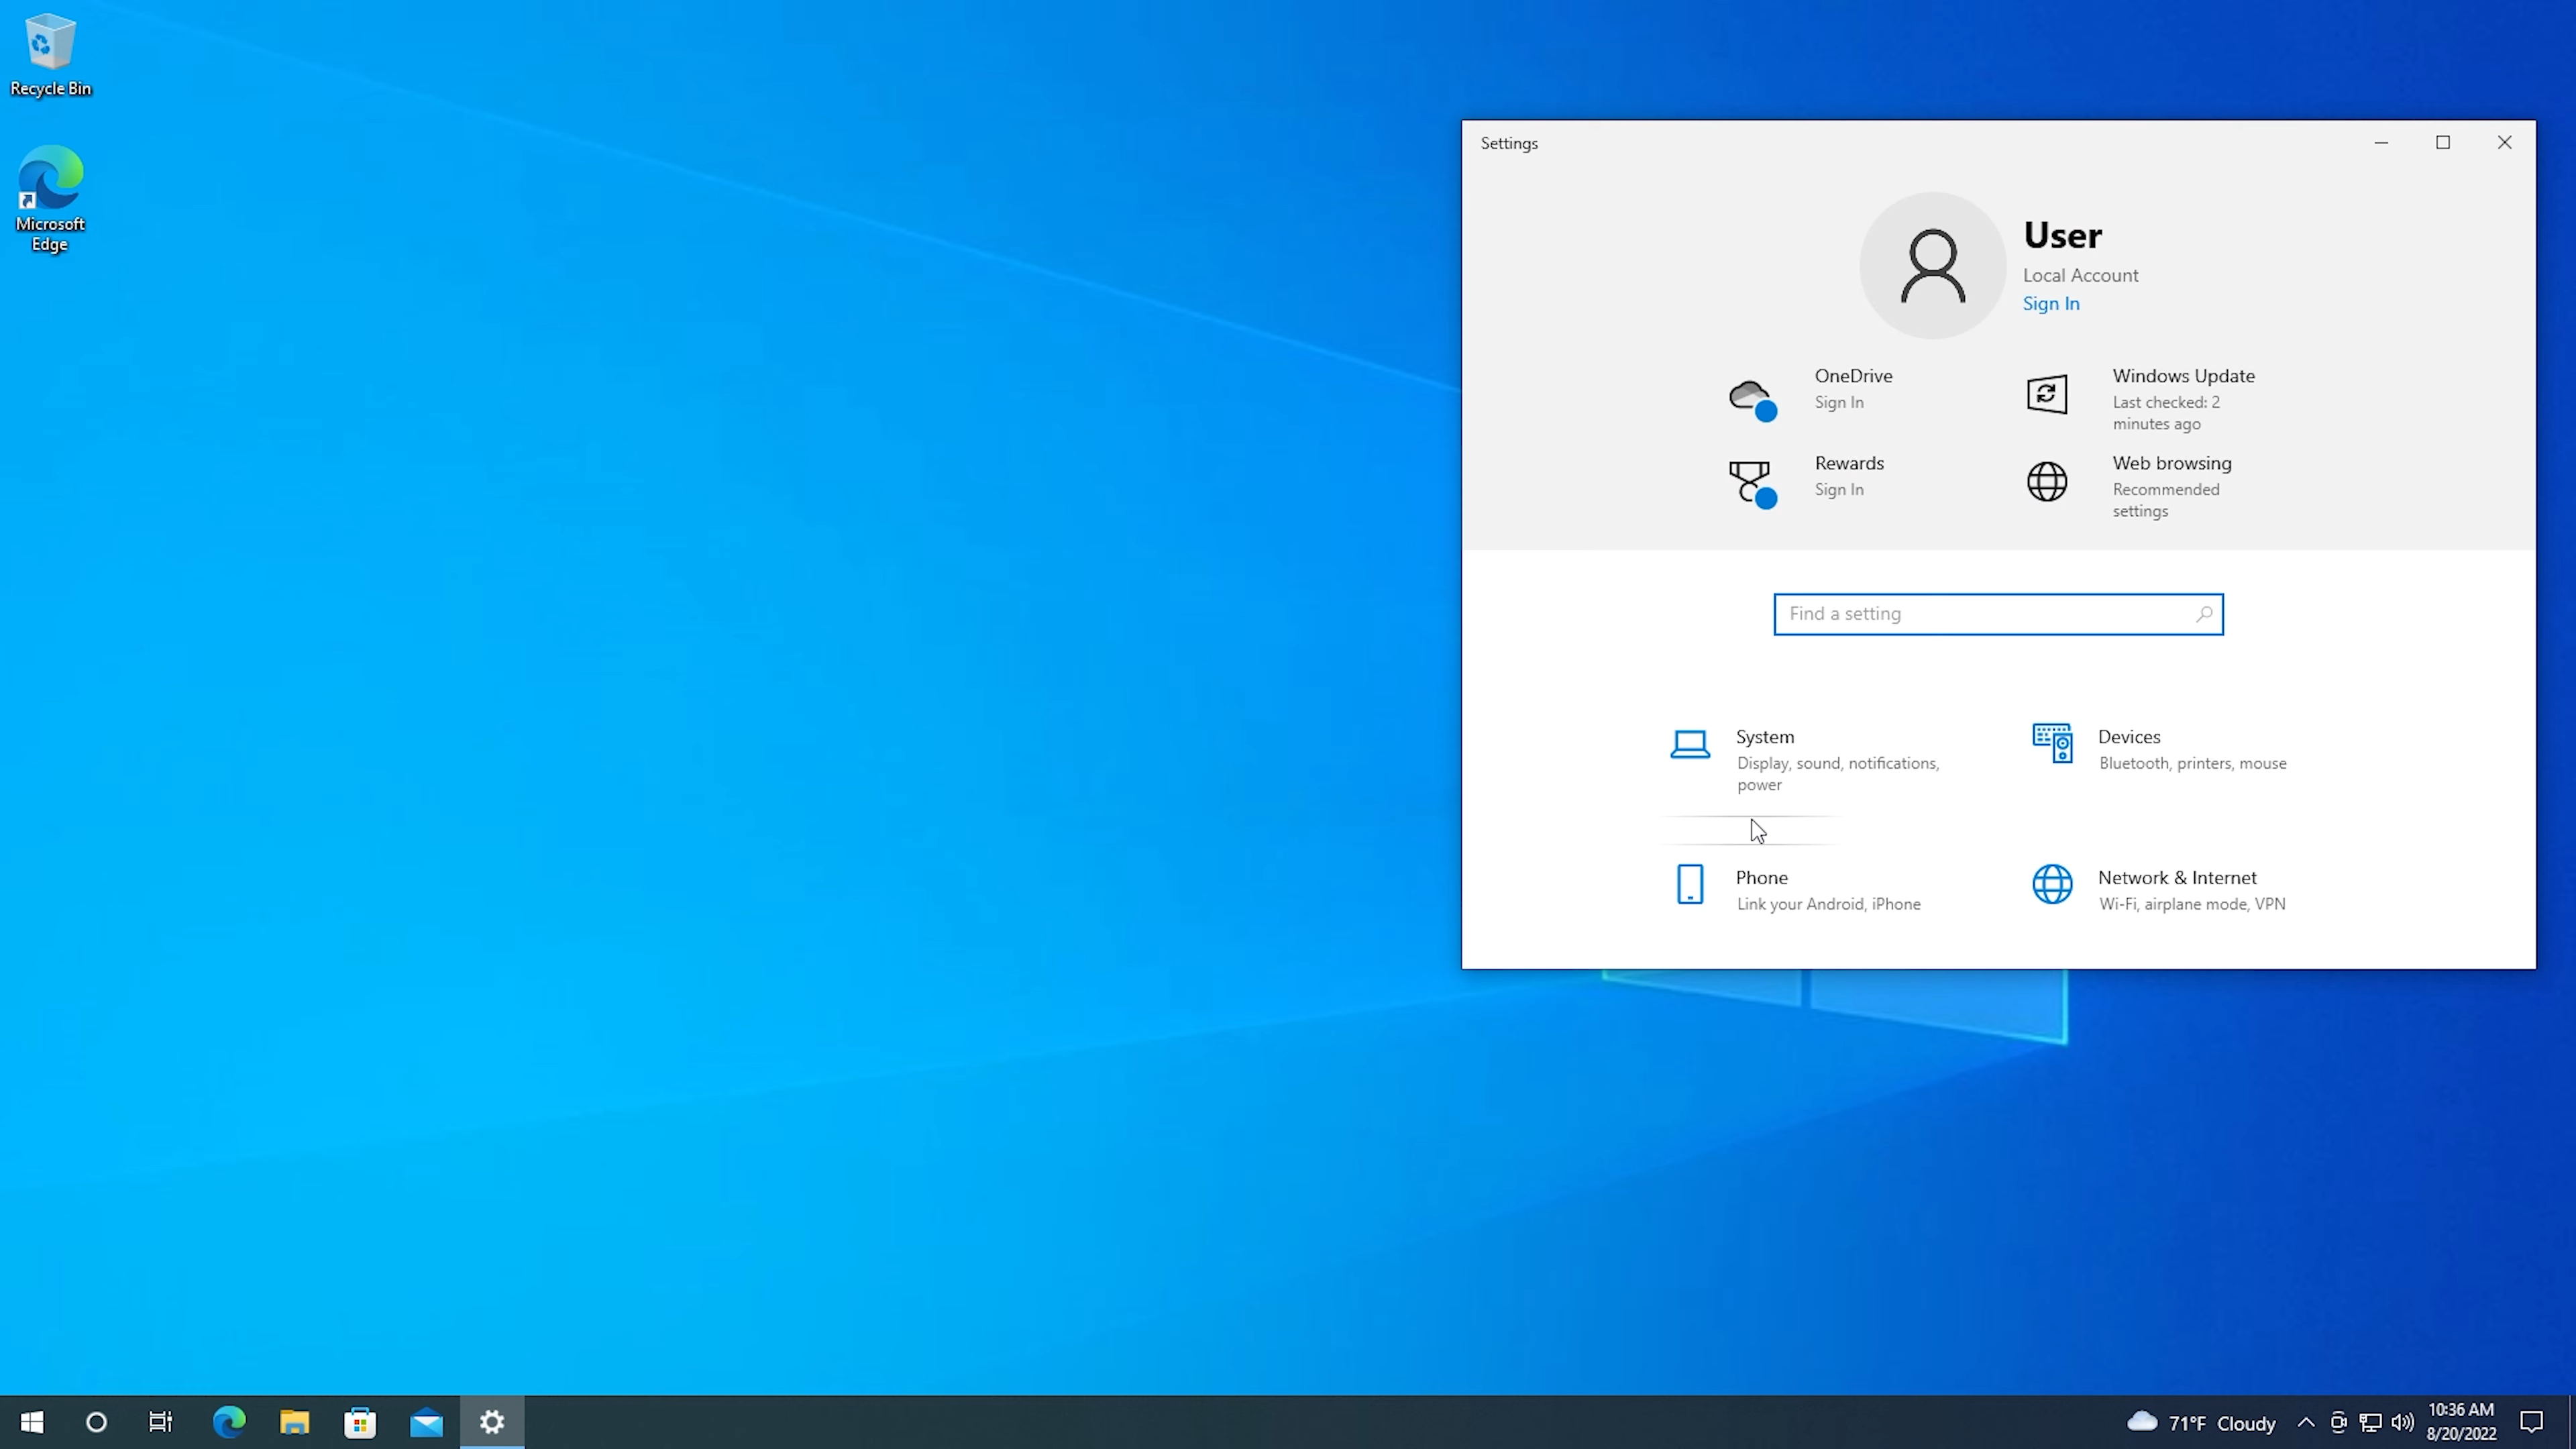 Recycle Bin
Microsoft
Edge
Settings
User
Local Account
Sign In
OneDrive
Sign In
Windows Update
Last checked: 2
minutes ago
Rewards
Sign In
Web browsing
Recommended
settings
Find a setting
System
Display, sound, notifications,
power
Devices
Bluetooth, printers, mouse
Phone
Link your Android, iPhone
Network & Internet
Wi-Fi, airplane mode, VPN
71°F Cloudy
10:36 AM
8/20/2022